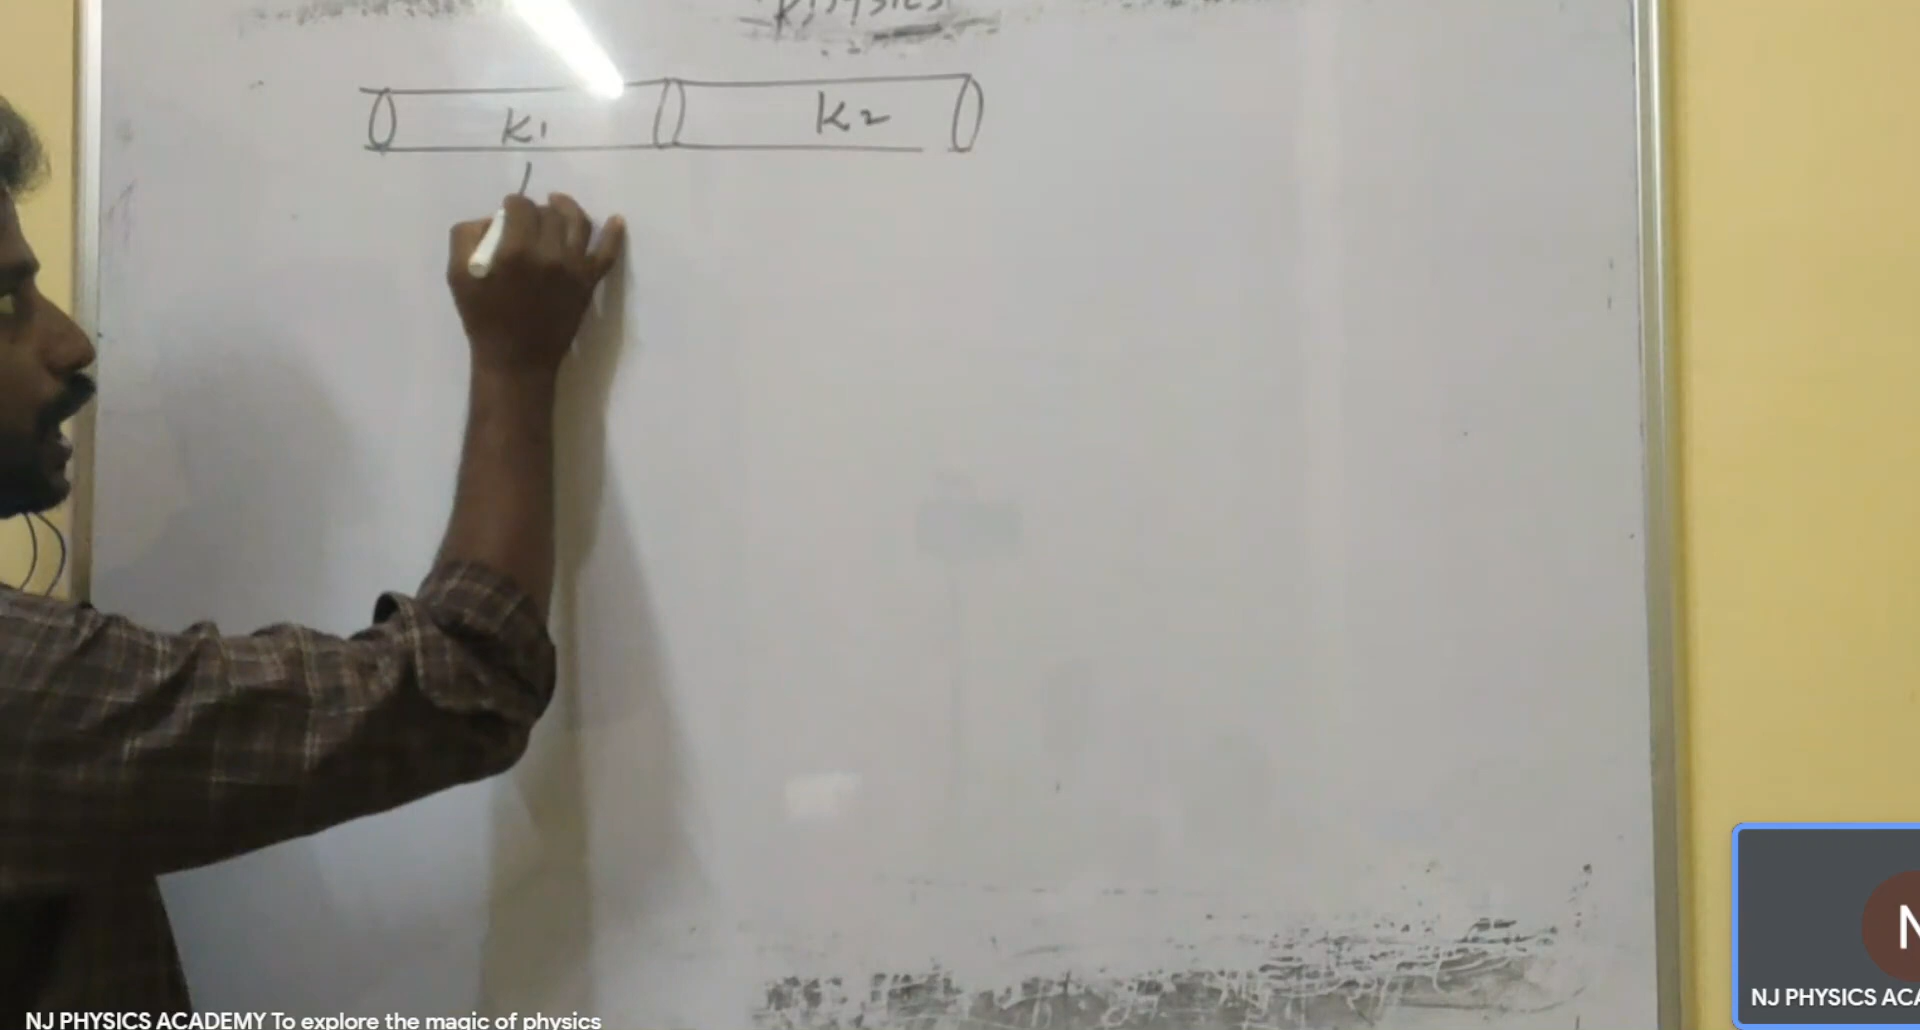 Physics
K1 K2
N
NJ PHYSICS ACA
NJ PHYSICS ACADEMY To explore the magic of physics